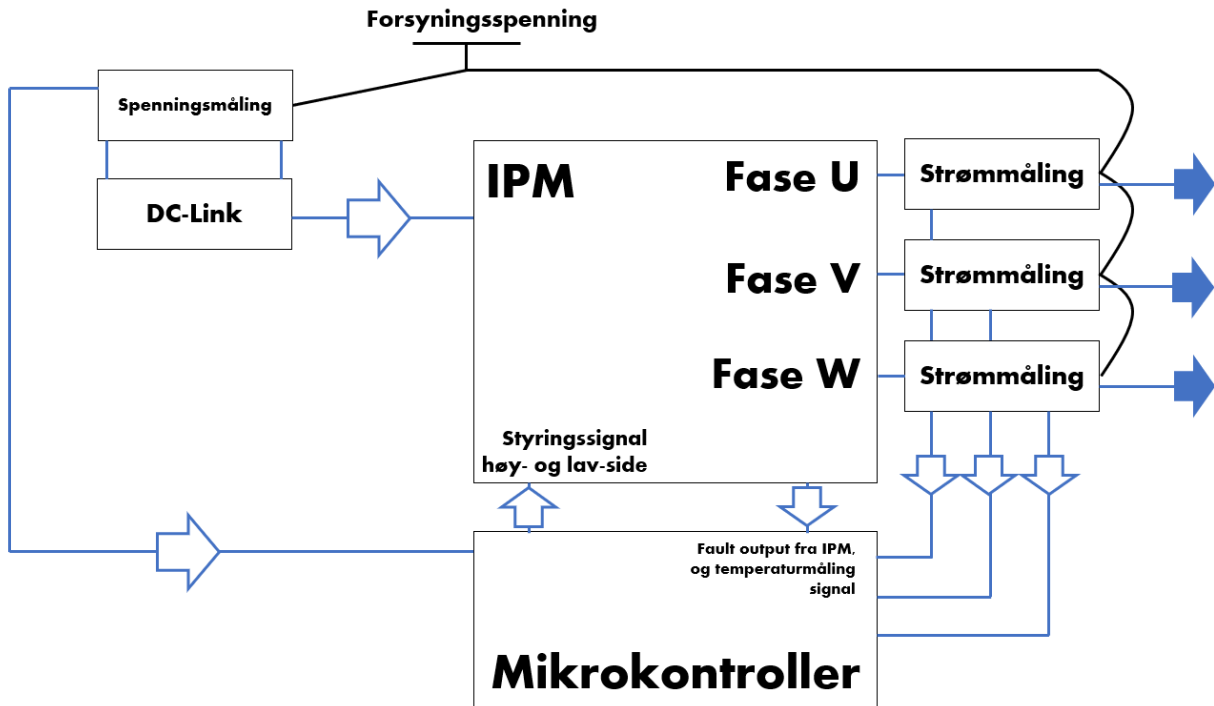 Forsyningsspenning
Spenningsmåling
DC-Link
IPM
Fase U
Strømmåling
Fase V
Strømmåling
Fase W
Strømmåling
Styringssignal
høy- og lav-side
Fault output fra IPM,
og temperaturmåling
signal
Mikrokontroller